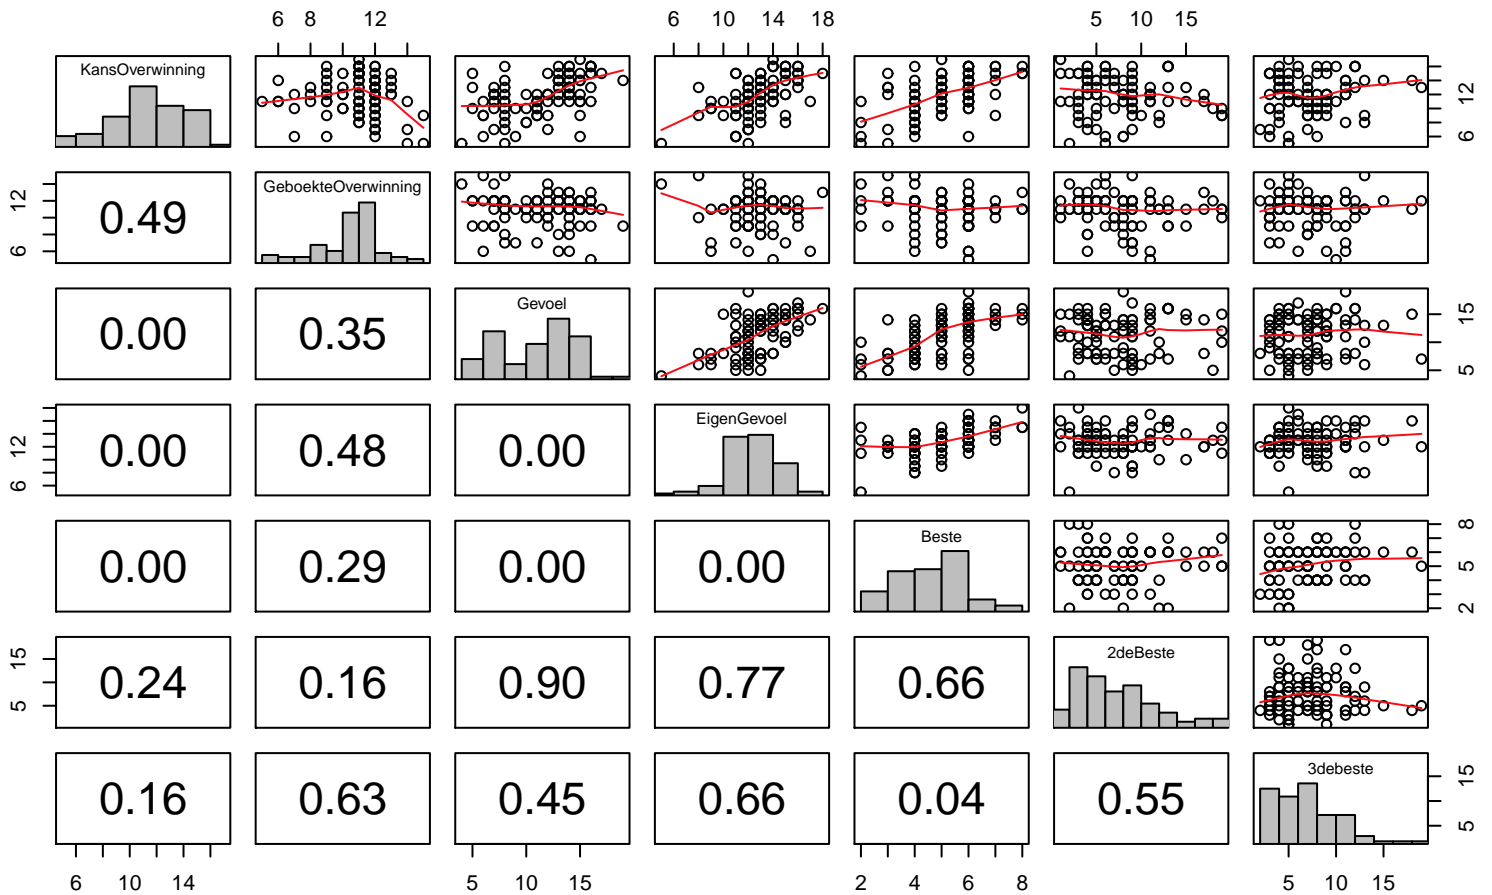 6 8 12 6 10 14 18 5 10 15
KansOverwinning
6 12
0.49
GeboekteOverwinning
6 12
0.00 0.35
Gevoel
5 15
0.00 0.48 0.00
EigenGevoel
6 12
0.00 0.29 0.00 0.00
Beste
2 5 8
0.24 0.16 0.90 0.77 0.66
2deBeste
5 15
0.16 0.63 0.45 0.66 0.04 0.55
3debeste
5 15
6 10 14 5 15 2 4 6 8 5 15